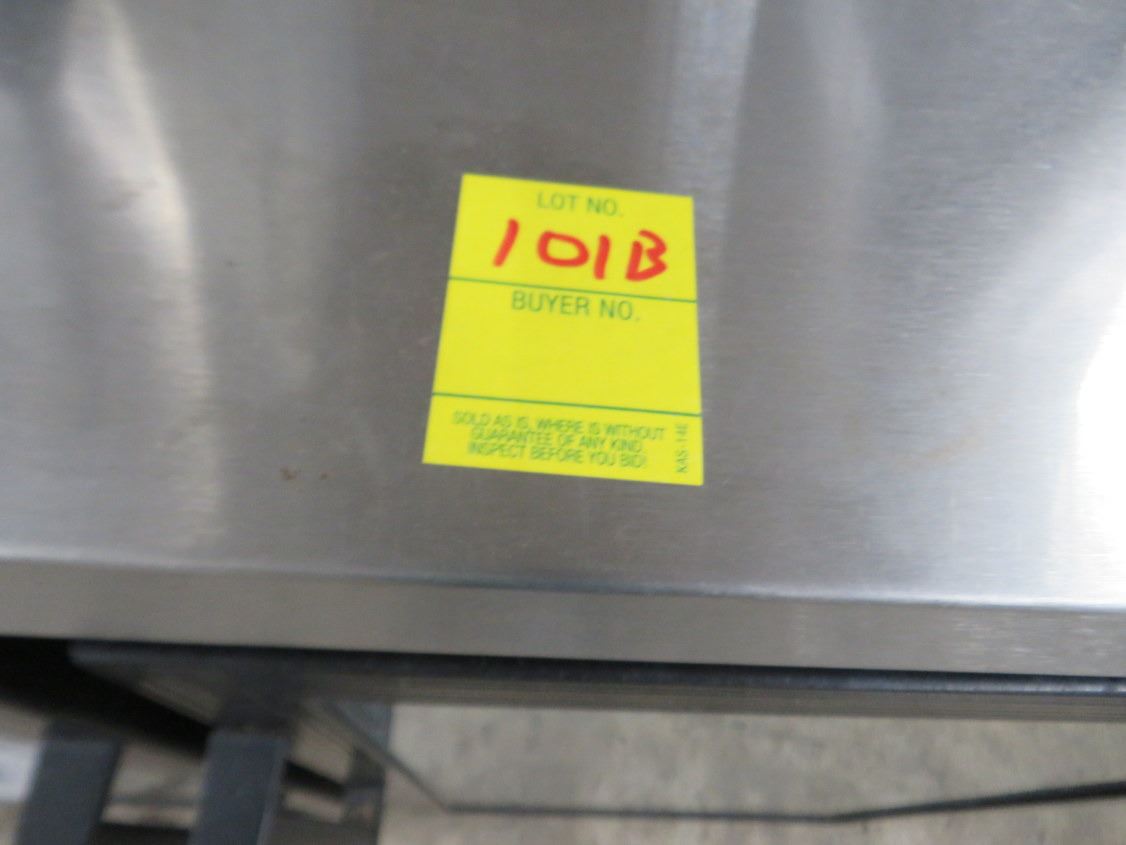 LOT NO.
101B
BUYER NO.
SOLD AS IS, WHERE IS WITHOUT
GUARANTEE OF ANY KIND.
INSPECT BEFORE YOU BID!
KAS-14E